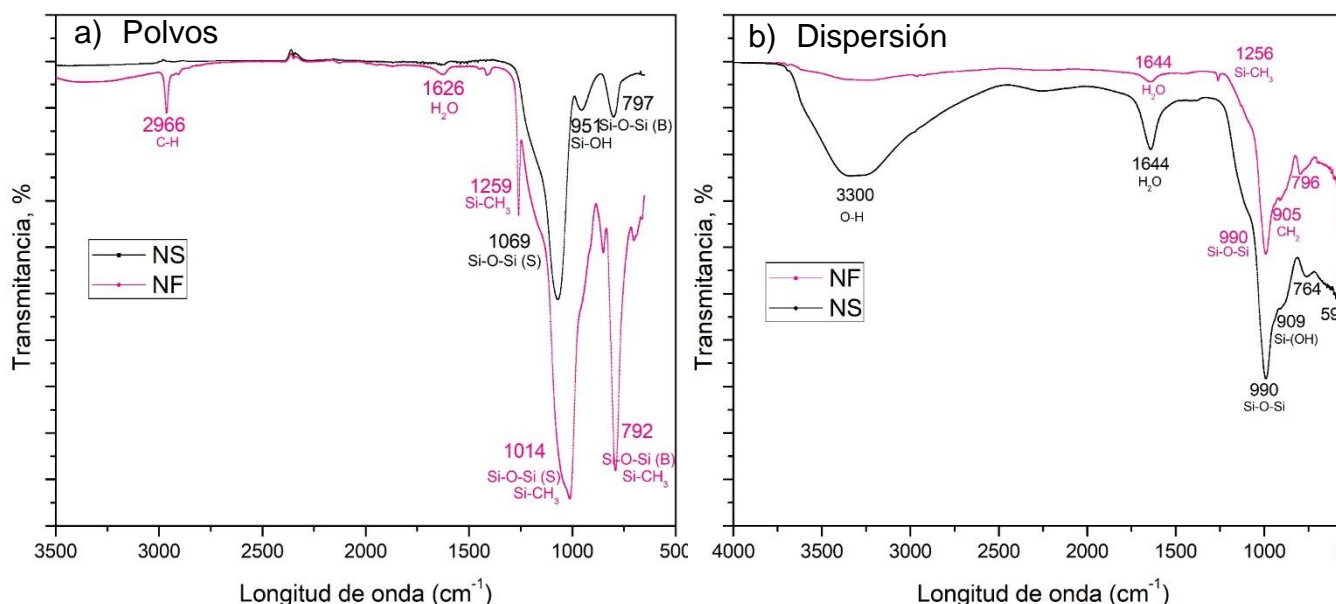 a) Polvos
Transmitancia, %
2966
C-H
1626
H₂O
1259
Si-CH₃
1069
Si-O-Si (S)
951
Si-OH
797
Si-O-Si (B)
NS
NF
1014
Si-O-Si (S)
Si-CH₃
792
Si-O-Si (B)
Si-CH₃
3500 3000 2500 2000 1500 1000 500
Longitud de onda (cm⁻¹)
b) Dispersión
Transmitancia, %
1644
H₂O
1256
Si-CH₃
3300
O-H
1644
H₂O
796
905
CH₂
990
Si-O-Si
NF
NS
764
59
909
Si-(OH)
990
Si-O-Si
4000 3500 3000 2500 2000 1500 1000
Longitud de onda (cm⁻¹)